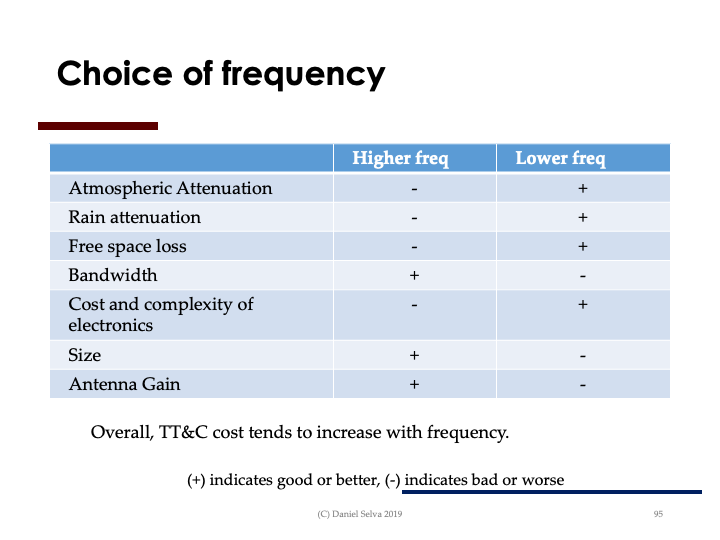 Choice of frequency
Higher freq Lower freq
Atmospheric Attenuation - +
Rain attenuation - +
Free space loss - +
Bandwidth + -
Cost and complexity of - +
electronics
Size + -
Antenna Gain + -
Overall, TT&C cost tends to increase with frequency.
(+) indicates good or better, (-) indicates bad or worse
(C) Daniel Selva 2019 95